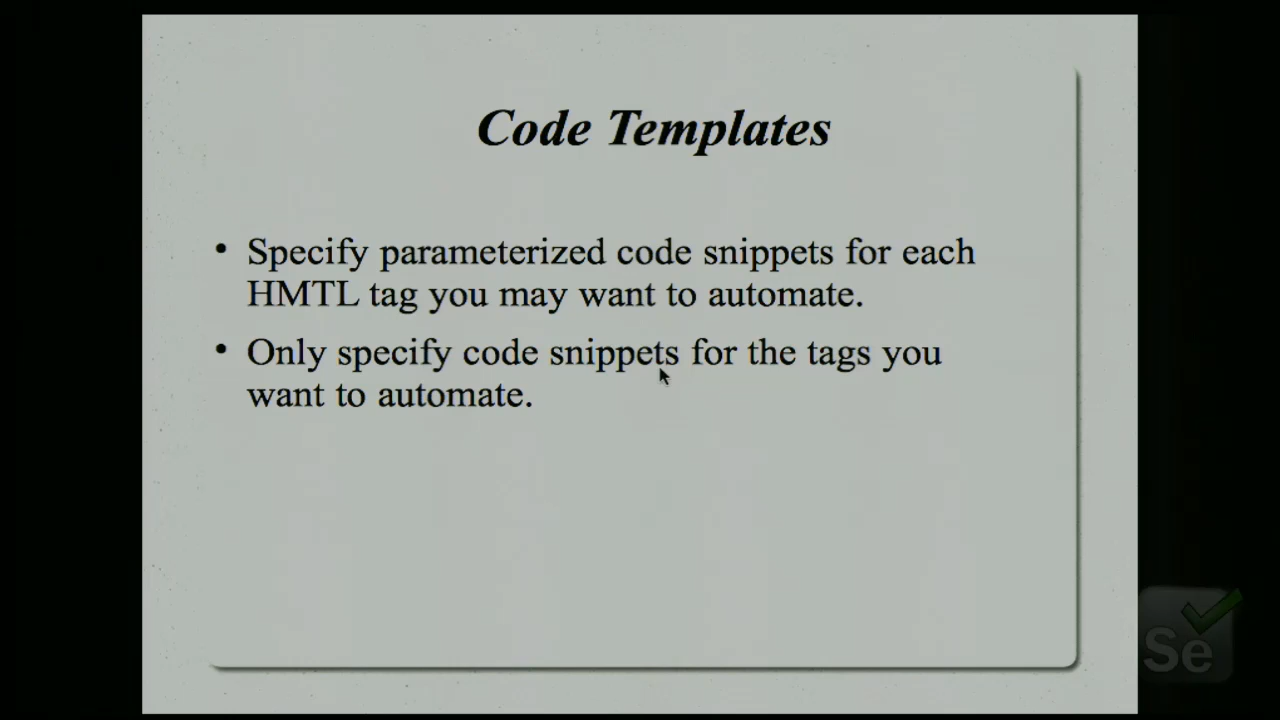 Code Templates
• Specify parameterized code snippets for each
HMTL tag you may want to automate.
• Only specify code snippets for the tags you
want to automate.
Se